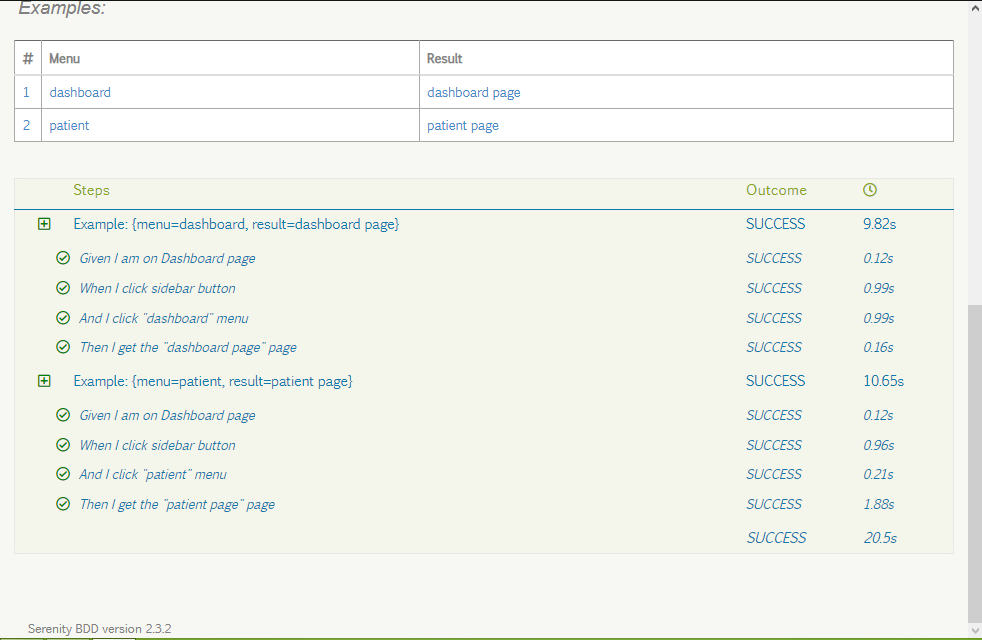 Examples:
# Menu Result
1 dashboard dashboard page
2 patient patient page
Steps Outcome
Example: {menu=dashboard, result=dashboard page} SUCCESS 9.82s
Given I am on Dashboard page SUCCESS 0.12s
When I click sidebar button SUCCESS 0.99s
And I click "dashboard" menu SUCCESS 0.99s
Then I get the "dashboard page" page SUCCESS 0.16s
Example: {menu=patient, result=patient page} SUCCESS 10.65s
Given I am on Dashboard page SUCCESS 0.12s
When I click sidebar button SUCCESS 0.96s
And I click "patient" menu SUCCESS 0.21s
Then I get the "patient page" page SUCCESS 1.88s
SUCCESS 20.5s
Serenity BDD version 2.3.2